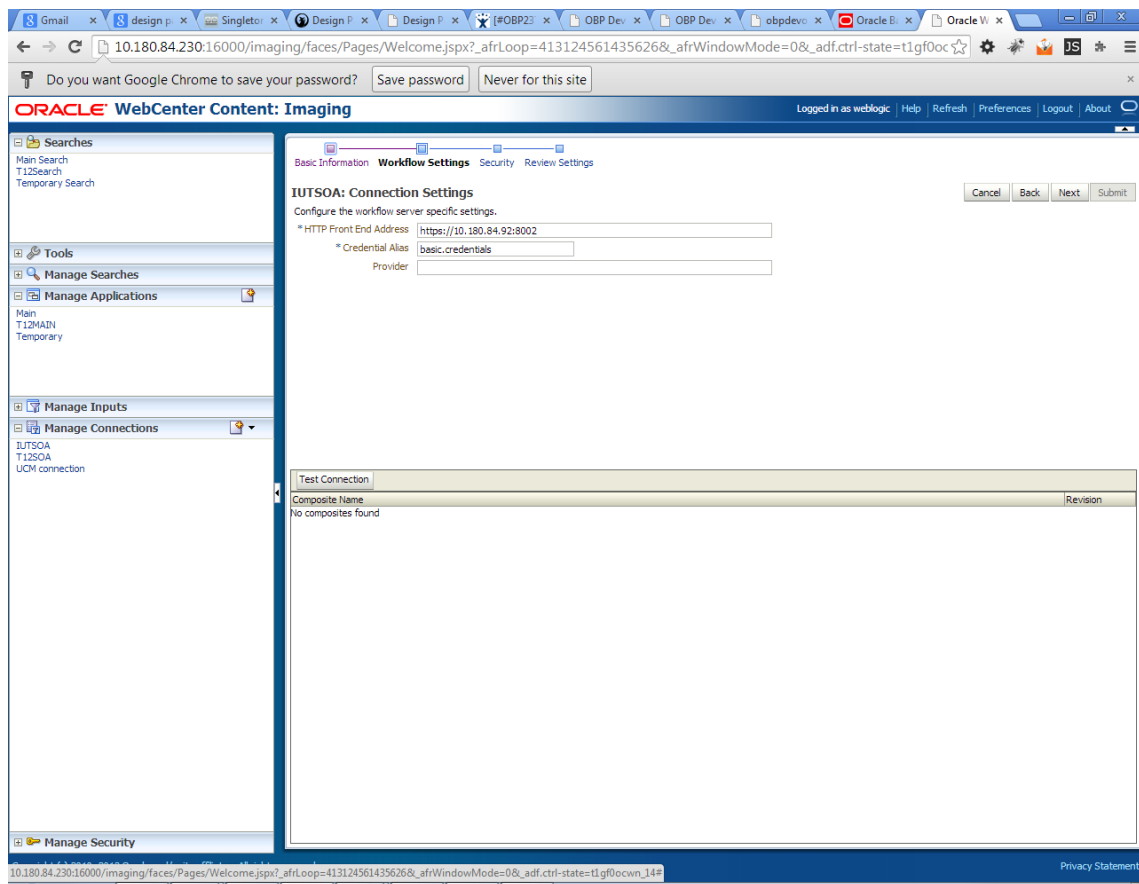 Gmail
design p
Singletor
Design P
Design P
[#OBP23
OBP Dev
OBP Dev
obpdevo
Oracle B
Oracle W
10.180.84.230:16000/imaging/faces/Pages/Welcome.jspx?_afrLoop=413124561435626&_afrWindowMode=0&_adf.ctrl-state=t1gf0oc
JS
Do you want Google Chrome to save your password? Save password Never for this site
ORACLE WebCenter Content: Imaging
Logged in as weblogic Help Refresh Preferences Logout About
Searches
Main Search
T12Search
Temporary Search
Tools
Manage Searches
Manage Applications
Main
T12MAIN
Temporary
Manage Inputs
Manage Connections
IUTSOA
T12SOA
UCM connection
Manage Security
Basic Information Workflow Settings Security Review Settings
IUTSOA: Connection Settings
Cancel Back Next Submit
Configure the workflow server specific settings.
* HTTP Front End Address https://10.180.84.92:8002
* Credential Alias basic.credentials
Provider
Test Connection
Composite Name Revision
No composites found
Privacy Statement
10.180.84.230:16000/imaging/faces/Pages/Welcome.jspx?_afrLoop=413124561435626&_afrWindowMode=0&_adf.ctrl-state=t1gf0ocwn_14#